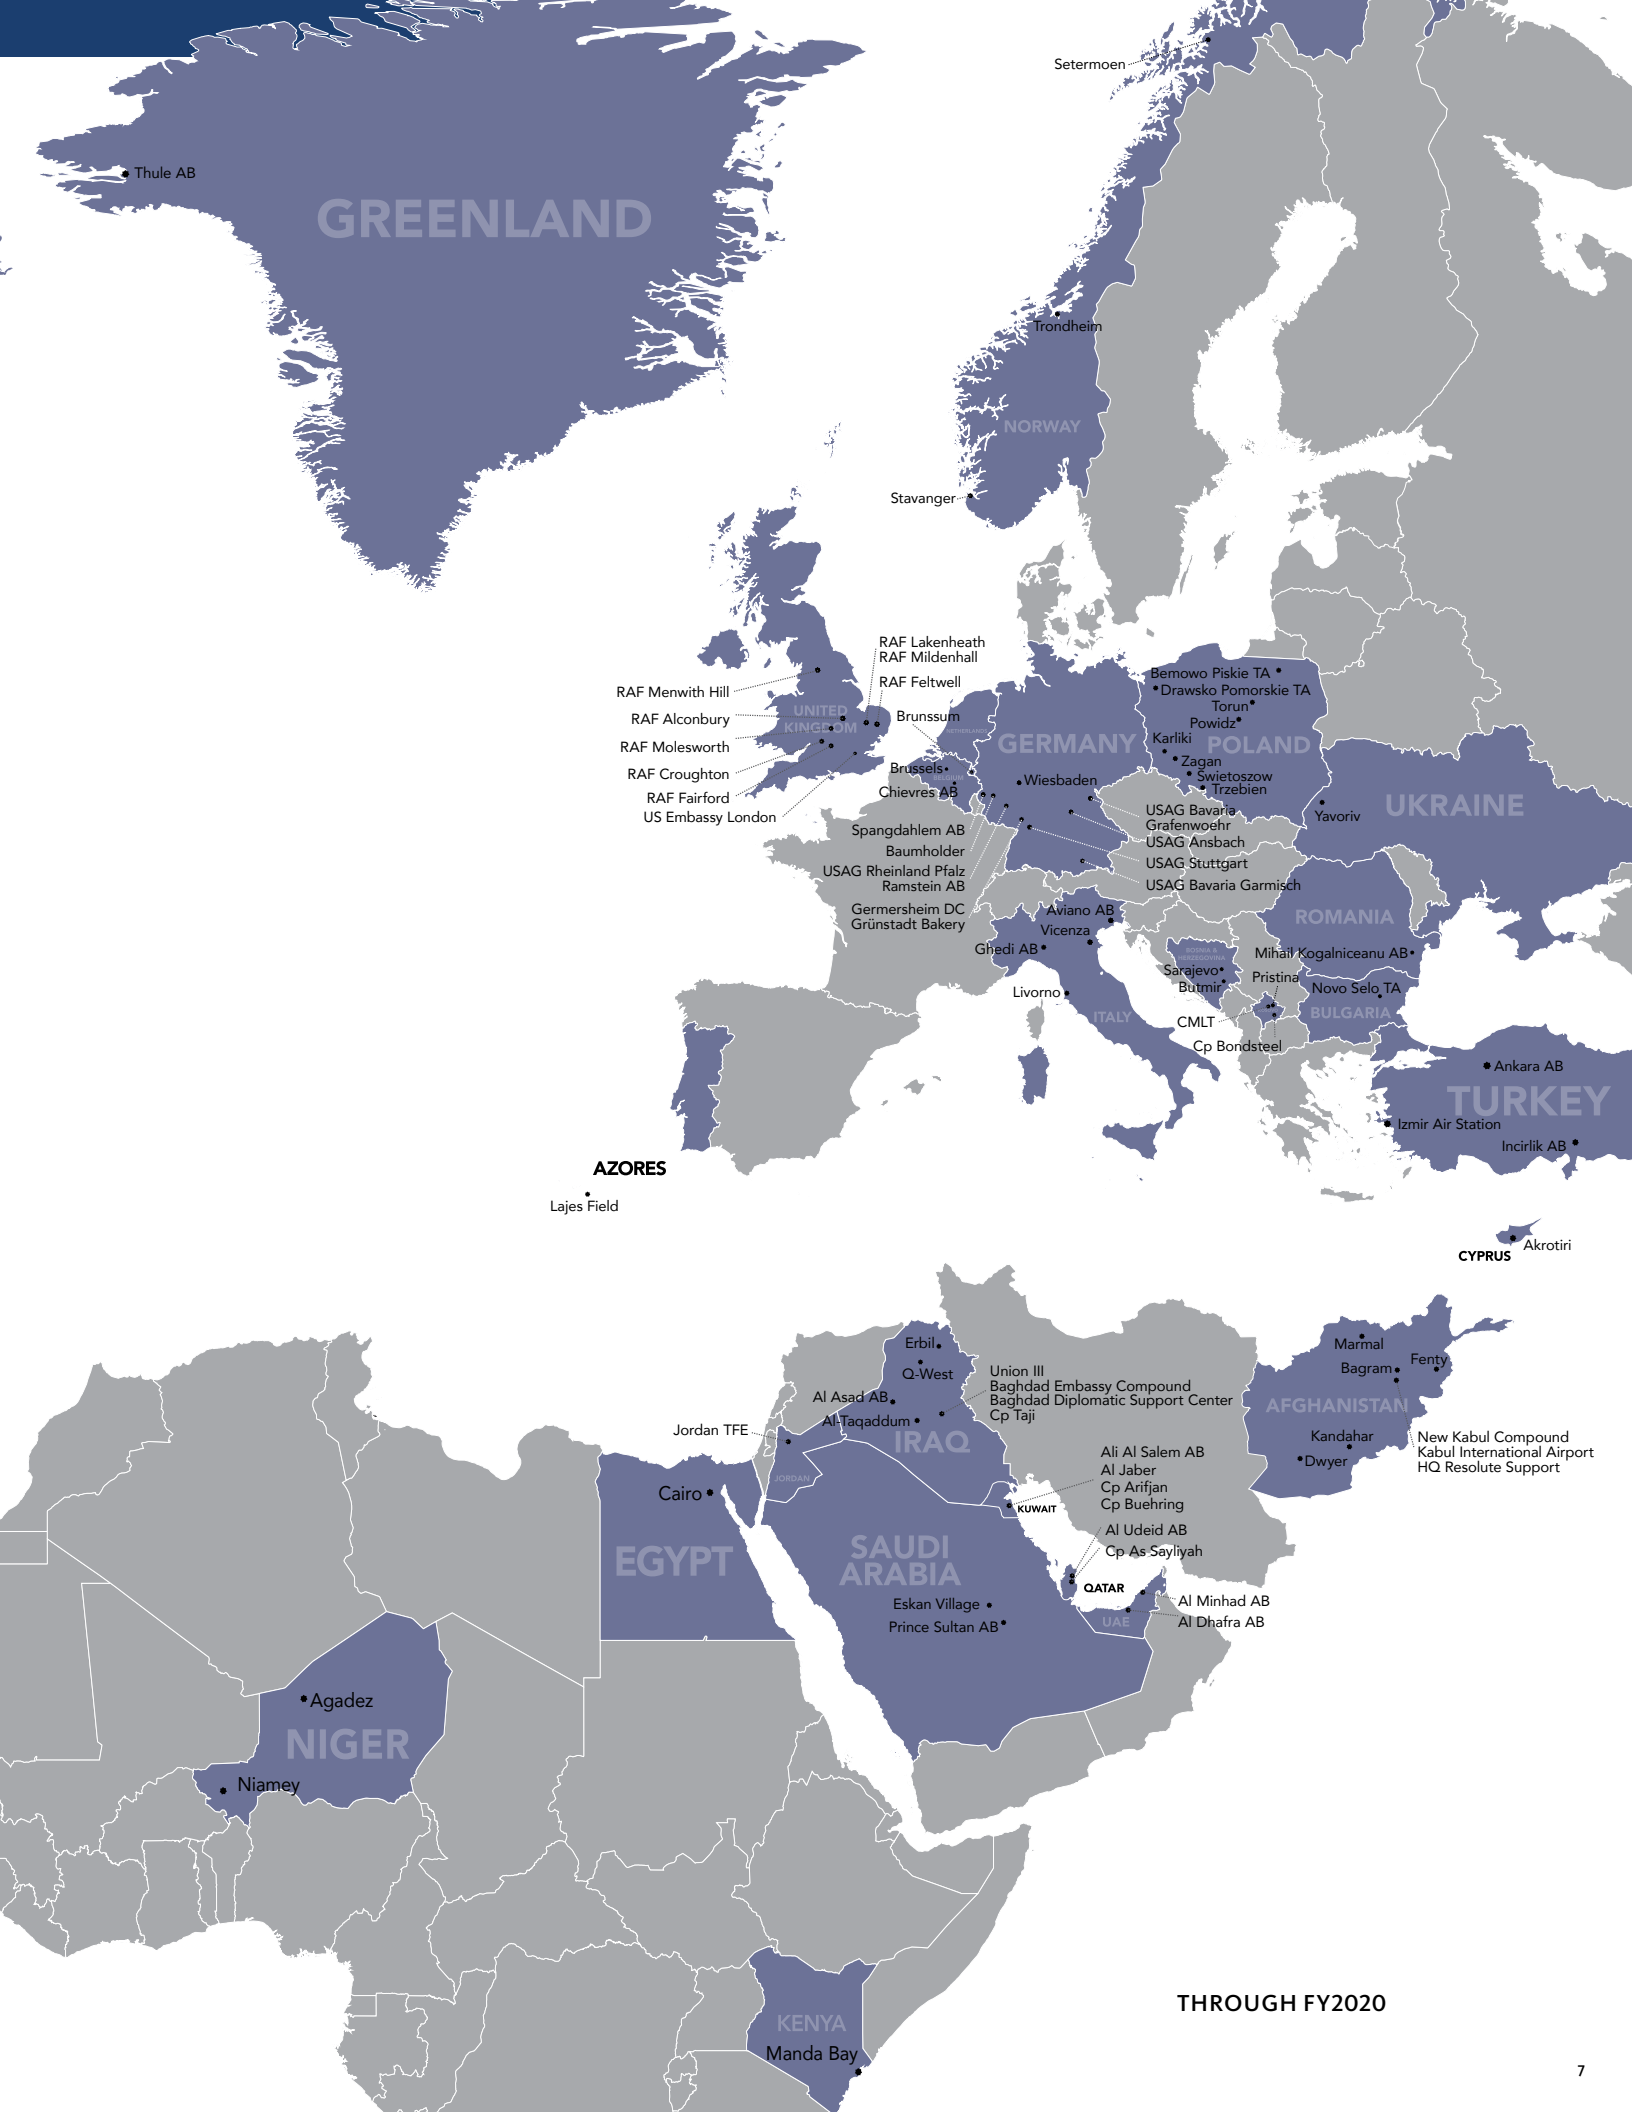 Setermoen
Thule AB
GREENLAND
Trondheim
NORWAY
Stavanger
RAF Lakenheath
RAF Mildenhall
RAF Feltwell
RAF Menwith Hill
RAF Alconbury
RAF Molesworth
RAF Croughton
RAF Fairford
US Embassy London
UNITED
KINGDOM
Brunssum
NETHERLANDS
Brussels
BELGIUM
Chievres AB
GERMANY
Wiesbaden
Spangdahlem AB
Baumholder
USAG Rheinland Pfalz
Ramstein AB
Germersheim DC
Grünstadt Bakery
USAG Bavaria
Grafenwoehr
USAG Ansbach
USAG Stuttgart
USAG Bavaria Garmisch
Bemowo Piskie TA
Drawsko Pomorskie TA
Torun
Powidz
Karliki
POLAND
Zagan
Świetoszow
Trzebien
Yavoriv
UKRAINE
Aviano AB
Vicenza
Ghedi AB
Livorno
ITALY
ROMANIA
Mihail Kogalniceanu AB
BOSNIA &
HERZEGOVINA
Sarajevo
Butmir
Pristina
CMLT
Cp Bondsteel
Novo Selo TA
BULGARIA
Ankara AB
TURKEY
Izmir Air Station
Incirlik AB
AZORES
Lajes Field
Akrotiri
CYPRUS
Erbil
Q-West
Al Asad AB
Al-Taqaddum
IRAQ
Union III
Baghdad Embassy Compound
Baghdad Diplomatic Support Center
Cp Taji
Marmal
Bagram
Fenty
AFGHANISTAN
Kandahar
Dwyer
New Kabul Compound
Kabul International Airport
HQ Resolute Support
Jordan TFE
JORDAN
Ali Al Salem AB
Al Jaber
Cp Arifjan
Cp Buehring
KUWAIT
Cairo
EGYPT
SAUDI
ARABIA
Eskan Village
Prince Sultan AB
Al Udeid AB
Cp As Sayliyah
QATAR
Al Minhad AB
UAE
Al Dhafra AB
Agadez
NIGER
Niamey
KENYA
Manda Bay
THROUGH FY2020
7